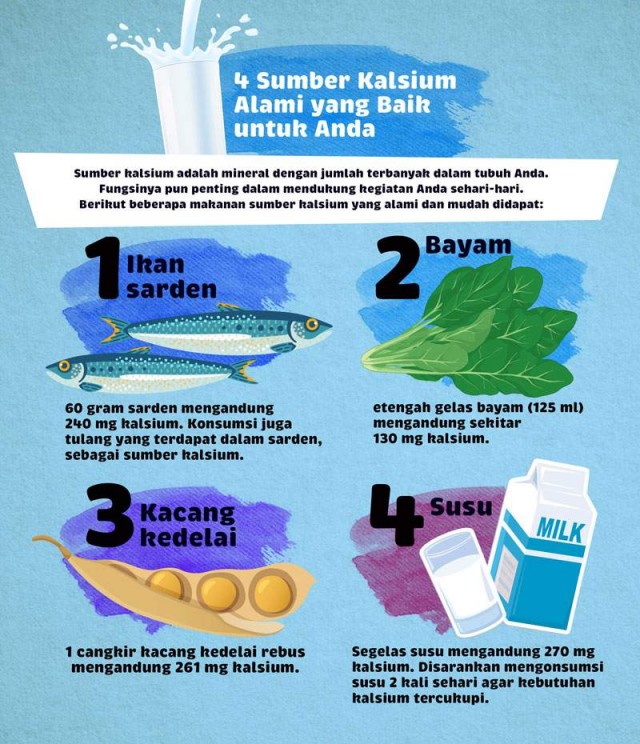 4 Sumber Kalsium
Alami yang Baik
untuk Anda
Sumber kalsium adalah mineral dengan jumlah terbanyak dalam tubuh Anda.
Fungsinya pun penting dalam mendukung kegiatan Anda sehari-hari.
Berikut beberapa makanan sumber kalsium yang alami dan mudah didapat:
1 Ikan
sarden
60 gram sarden mengandung
240 mg kalsium. Konsumsi juga
tulang yang terdapat dalam sarden,
sebagai sumber kalsium.
2 Bayam
etengah gelas bayam (125 ml)
mengandung sekitar
130 mg kalsium.
3 Kacang
kedelai
1 cangkir kacang kedelai rebus
mengandung 261 mg kalsium.
4 Susu
MILK
Segelas susu mengandung 270 mg
kalsium. Disarankan mengonsumsi
susu 2 kali sehari agar kebutuhan
kalsium tercukupi.